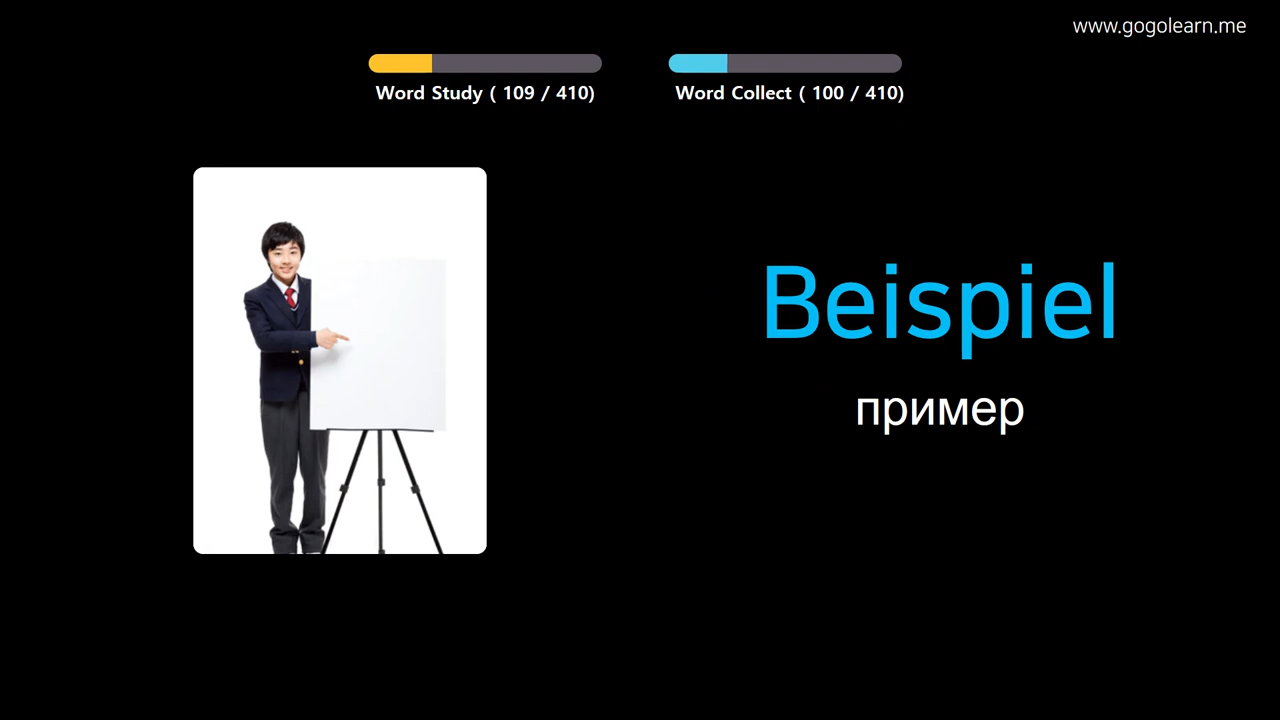 www.gogolearn.me
Word Study ( 109 / 410)
Word Collect ( 100 / 410)
Beispiel
пример